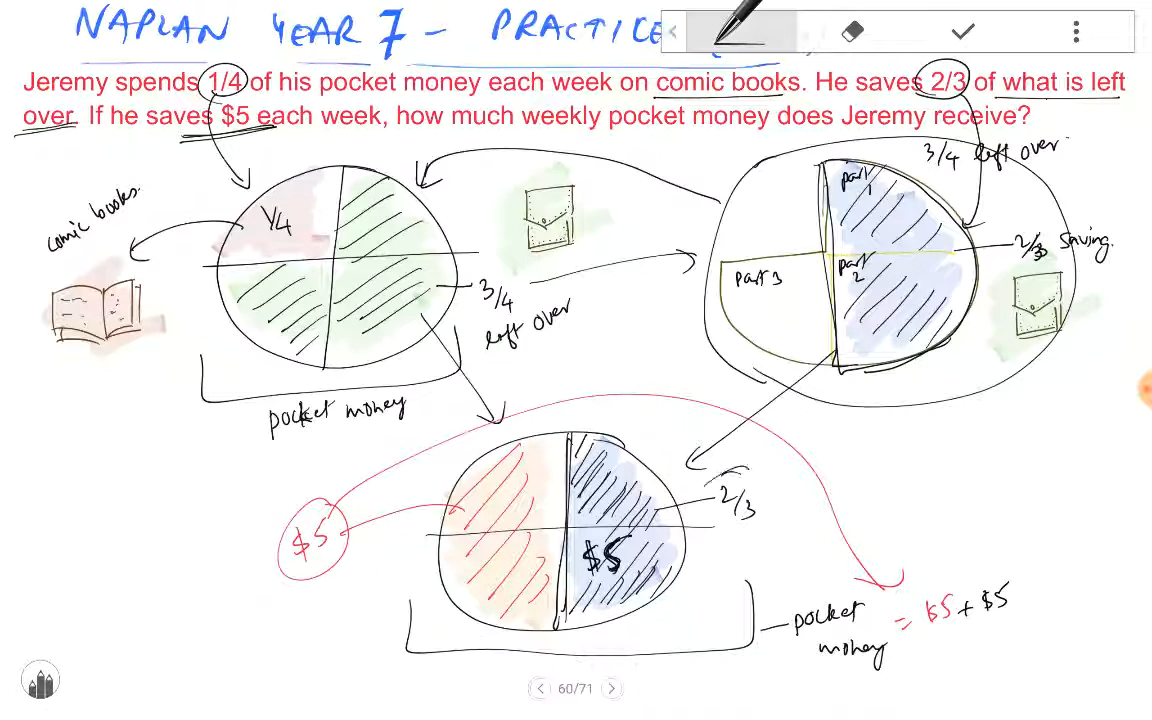 NAPLAN YEAR 7 - PRACTICE
Jeremy spends 1/4 of his pocket money each week on comic books. He saves 2/3 of what is left
over. If he saves $5 each week, how much weekly pocket money does Jeremy receive?
3/4 left over.
comic books.
1/4
3/4
left over
pocket money
part 1
part 2
part 3
2/3 saving.
2/3
$5
$5
pocket money = $5 + $5
60/71